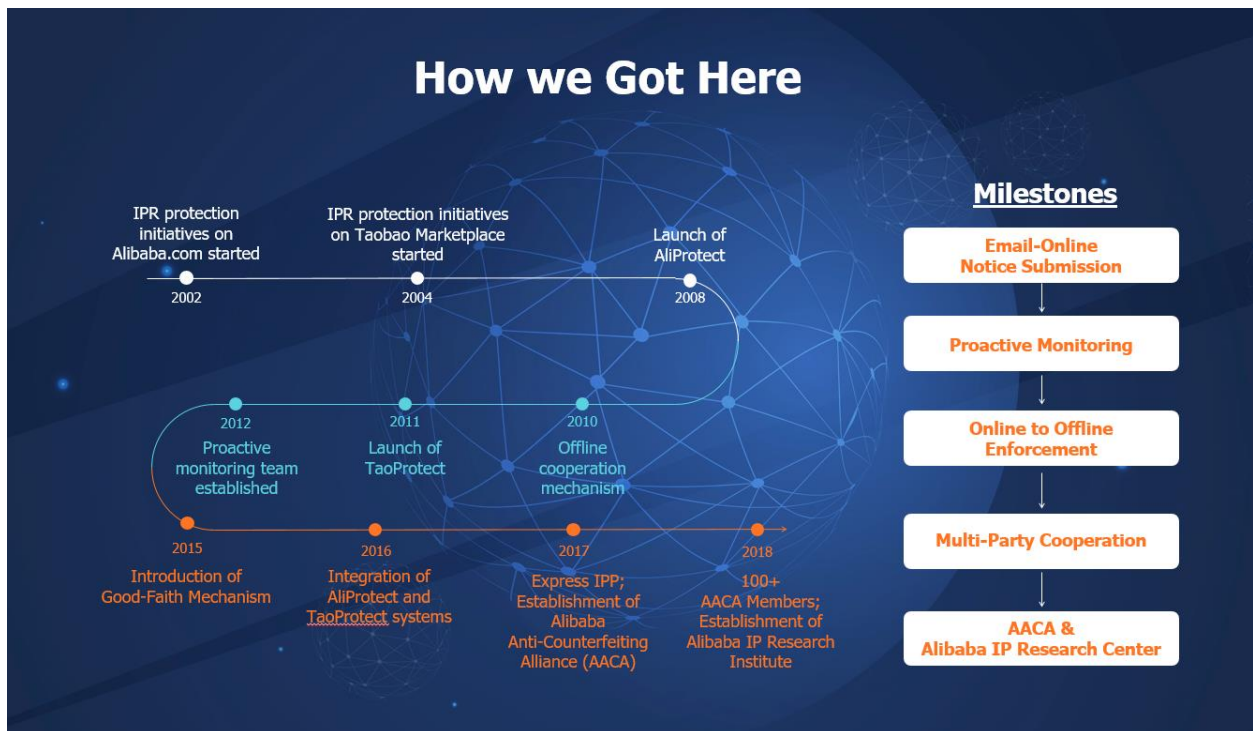 How we Got Here
IPR protection
initiatives on
Alibaba.com started
2002
IPR protection initiatives
on Taobao Marketplace
started
2004
Launch of
AliProtect
2008
2012
Proactive
monitoring team
established
2011
Launch of
TaoProtect
2010
Offline
cooperation
mechanism
2015
Introduction of
Good-Faith Mechanism
2016
Integration of
AliProtect and
TaoProtect systems
2017
Express IPP;
Establishment of
Alibaba
Anti-Counterfeiting
Alliance (AACA)
2018
100+
AACA Members;
Establishment of
Alibaba IP Research
Institute
Milestones
Email-Online
Notice Submission
Proactive Monitoring
Online to Offline
Enforcement
Multi-Party Cooperation
AACA &
Alibaba IP Research Center